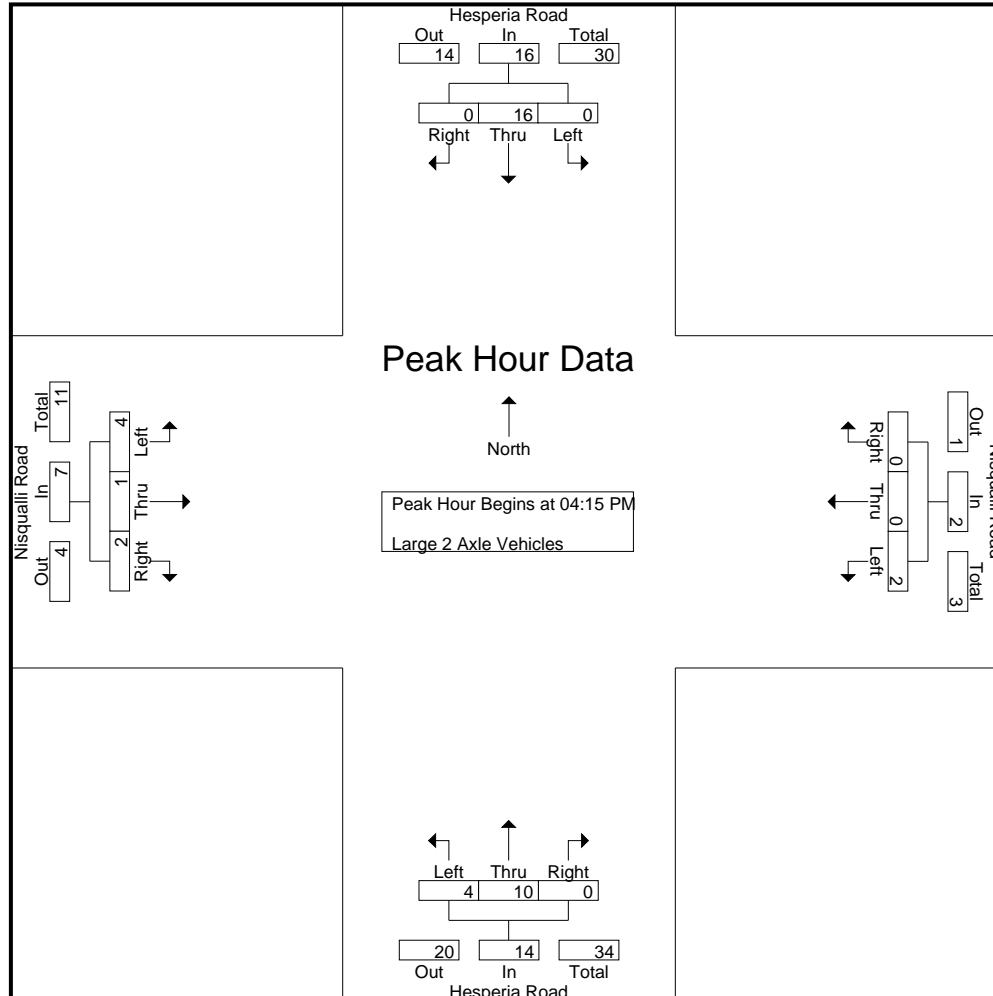 Hesperia Road
Out In Total
14 16 30
0 16 0
Right Thru Left
Peak Hour Data
North
Peak Hour Begins at 04:15 PM
Large 2 Axle Vehicles
Nisqualli Road
Total In Out
11 7 4
4 1 2
Left Thru Right
Right Thru Left
0 0 2
Out In Total
1 2 3
Nisqualli Road
Left Thru Right
4 10 0
20 14 34
Out In Total
Hesperia Road